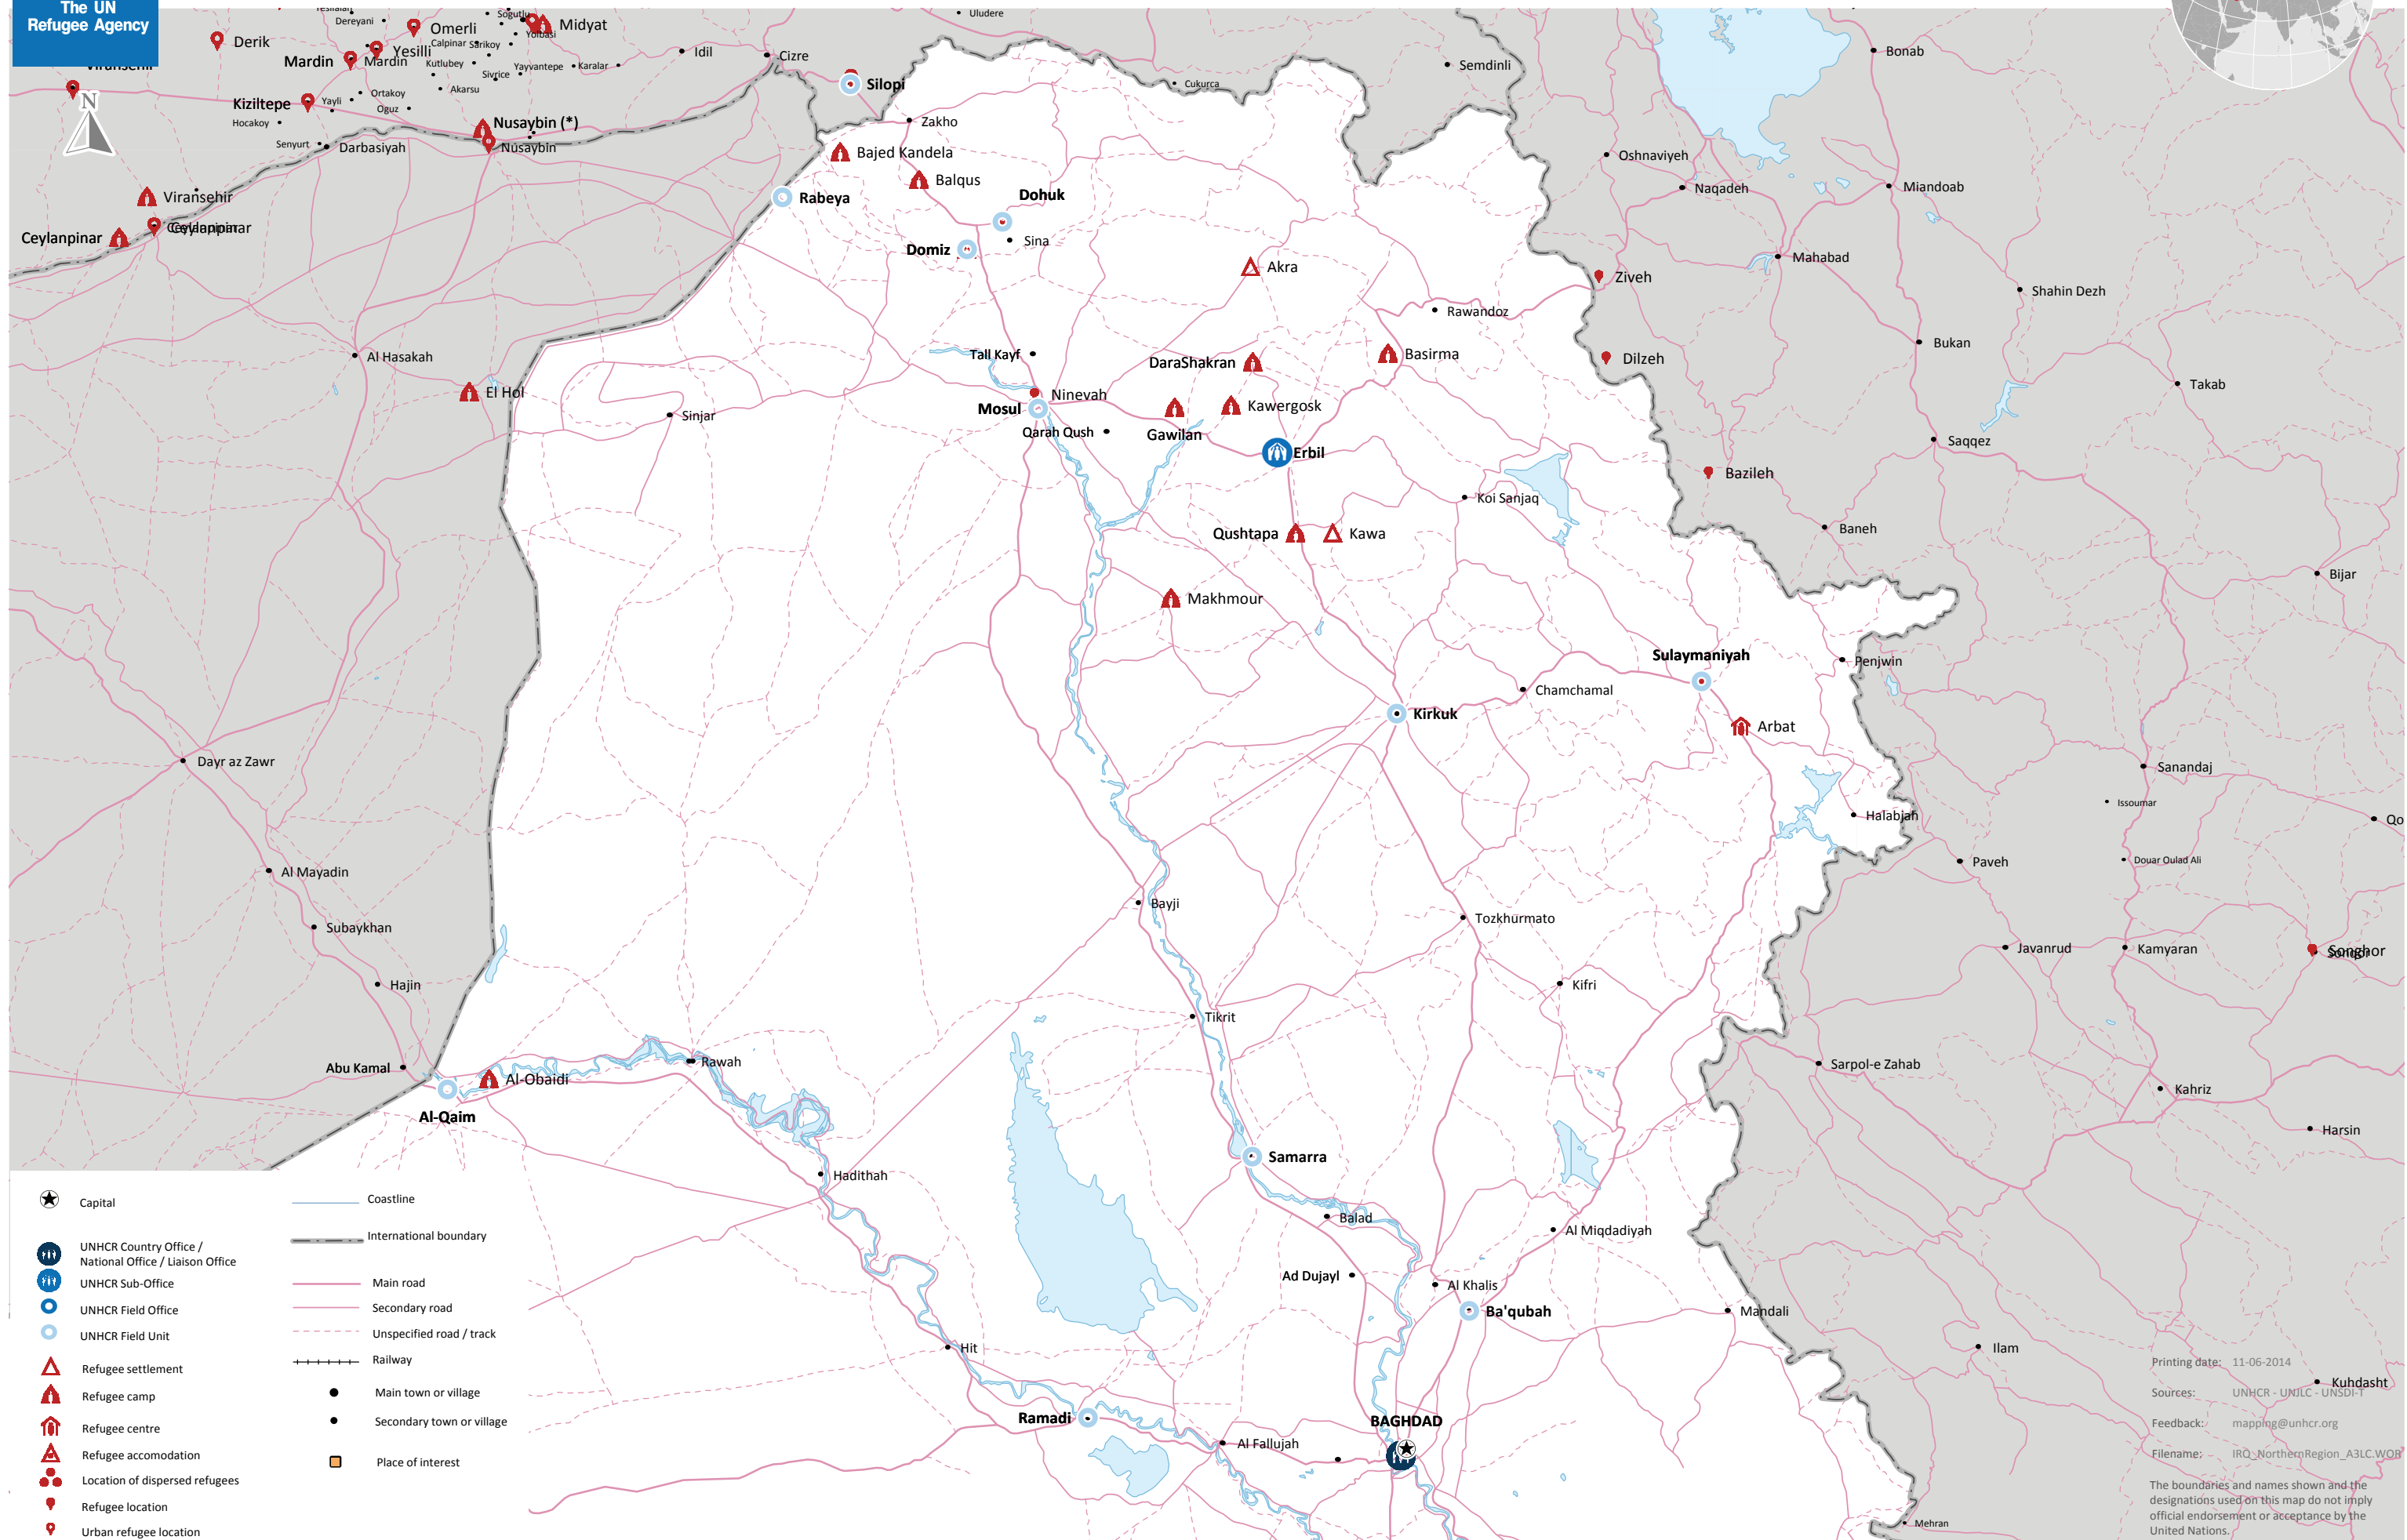 The UN
Refugee Agency
Dereyani
Omerli
Midyat
Uludere
Derik
Calpinar
Sarikoy
Yolbasi
Mardin
Yesilli
Mardin
Kutlubey
Sivrice
Yayvantepe
Karalar
Idil
Cizre
Semdinli
Bonab
N
Akarsu
Silopi
Cukurca
Kiziltepe
Yayli
Ortakoy
Oguz
Hocakoy
Nusaybin (*)
Zakho
Senyurt
Darbasiyah
Nusaybin
Bajed Kandela
Oshnaviyeh
Balqus
Naqadeh
Miandoab
Viransehir
Rabeya
Dohuk
Ceylanpinar
Ceylanpinar
Domiz
Sina
Akra
Mahabad
Ziveh
Shahin Dezh
Rawandoz
Al Hasakah
Tall Kayf
DaraShakran
Basirma
Dilzeh
Bukan
El Hol
Takab
Ninevah
Mosul
Sinjar
Kawergosk
Qarah Qush
Gawilan
Saqqez
Erbil
Bazileh
Koi Sanjaq
Qushtapa
Kawa
Baneh
Bijar
Makhmour
Sulaymaniyah
Penjwin
Chamchamal
Kirkuk
Arbat
Dayr az Zawr
Sanandaj
Issoumar
Halabjah
Qo
Al Mayadin
Paveh
Douar Oulad Ali
Bayji
Tozkhurmato
Subaykhan
Javanrud
Kamyaran
Songhor
Hajin
Kifri
Tikrit
Abu Kamal
Rawah
Sarpol-e Zahab
Al-Obaidi
Kahriz
Al-Qaim
Harsin
Samarra
Hadithah
Balad
Al Miqdadiyah
Ad Dujayl
Al Khalis
Ba'qubah
Mandali
Hit
Ilam
Kuhdasht
Ramadi
BAGHDAD
Al Fallujah
Mehran
Capital
UNHCR Country Office /
National Office / Liaison Office
UNHCR Sub-Office
UNHCR Field Office
UNHCR Field Unit
Refugee settlement
Refugee camp
Refugee centre
Refugee accomodation
Location of dispersed refugees
Refugee location
Urban refugee location
Coastline
International boundary
Main road
Secondary road
Unspecified road / track
Railway
Main town or village
Secondary town or village
Place of interest
Printing date: 11-06-2014
Sources: UNHCR - UNJLC - UNSDI-T
Feedback: mapping@unhcr.org
Filename: IRQ_NorthernRegion_A3LC.WOR
The boundaries and names shown and the
designations used on this map do not imply
official endorsement or acceptance by the
United Nations.